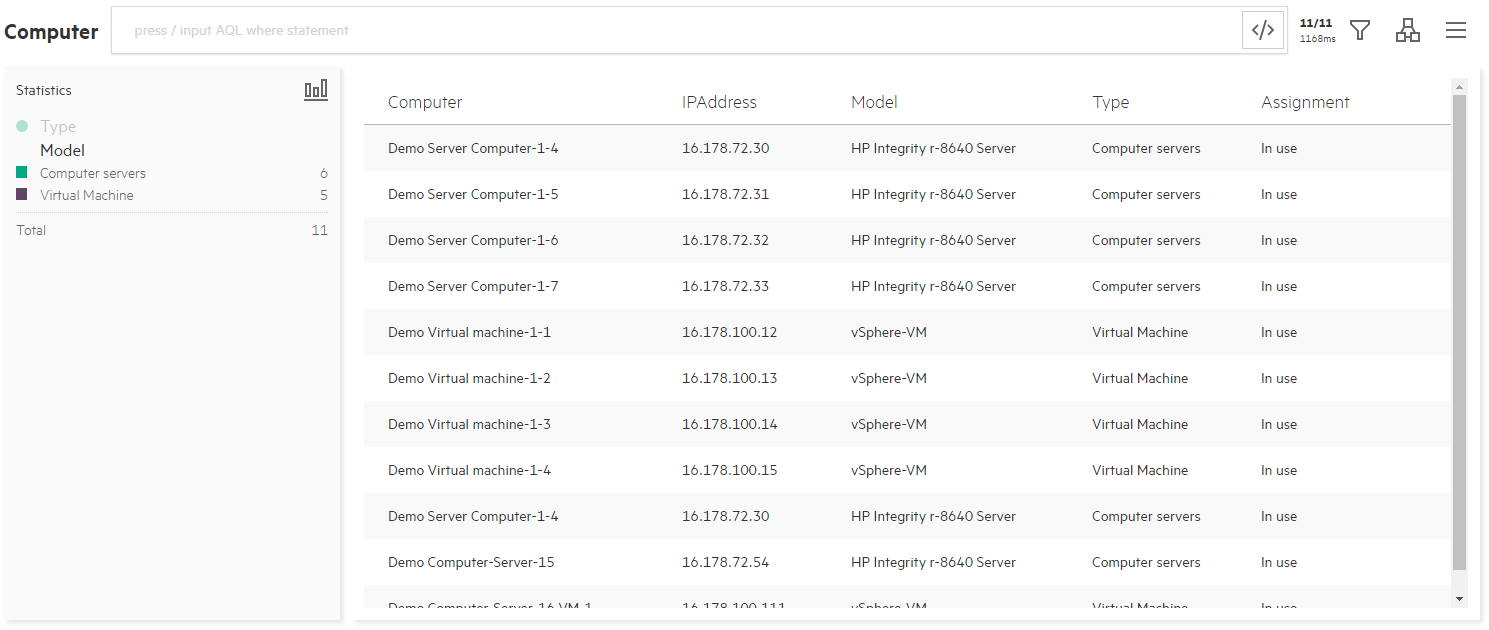 Computer
press / input AQL where statement
</>
11/11
1168ms
Statistics
Type
Model
Computer servers 6
Virtual Machine 5
Total 11
Computer IPAddress Model Type Assignment
Demo Server Computer-1-4 16.178.72.30 HP Integrity r-8640 Server Computer servers In use
Demo Server Computer-1-5 16.178.72.31 HP Integrity r-8640 Server Computer servers In use
Demo Server Computer-1-6 16.178.72.32 HP Integrity r-8640 Server Computer servers In use
Demo Server Computer-1-7 16.178.72.33 HP Integrity r-8640 Server Computer servers In use
Demo Virtual machine-1-1 16.178.100.12 vSphere-VM Virtual Machine In use
Demo Virtual machine-1-2 16.178.100.13 vSphere-VM Virtual Machine In use
Demo Virtual machine-1-3 16.178.100.14 vSphere-VM Virtual Machine In use
Demo Virtual machine-1-4 16.178.100.15 vSphere-VM Virtual Machine In use
Demo Server Computer-1-4 16.178.72.30 HP Integrity r-8640 Server Computer servers In use
Demo Computer-Server-15 16.178.72.54 HP Integrity r-8640 Server Computer servers In use
Demo Computer-Server-16 VM-1 16.178.100.111 vSphere-VM Virtual Machine In use